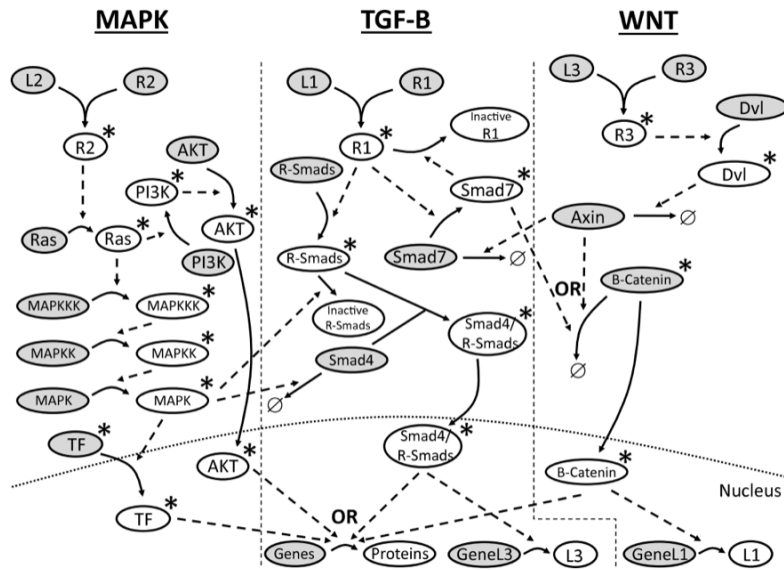 MAPK TGF-B WNT
L2 R2 L1 R1 L3 R3
R2* R1* Inactive R1 R3* Dvl
AKT R-Smads
PI3K* Smad7* Dvl*
Ras Ras* AKT* Axin ∅
PI3K R-Smads* Smad7 ∅
OR B-Catenin*
MAPKKK MAPKKK* Inactive R-Smads Smad4/R-Smads*
MAPKK MAPKK* Smad4 ∅
MAPK MAPK* ∅
TF* Smad4/R-Smads*
AKT* B-Catenin*
Nucleus
TF* OR
Genes Proteins GeneL3 L3 GeneL1 L1